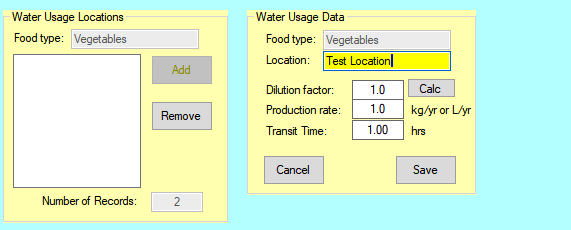 Water Usage Locations
Food type: Vegetables
Add
Remove
Number of Records: 2
Water Usage Data
Food type: Vegetables
Location: Test Location
Dilution factor: 1.0 Calc
Production rate: 1.0 kg/yr or L/yr
Transit Time: 1.00 hrs
Cancel Save